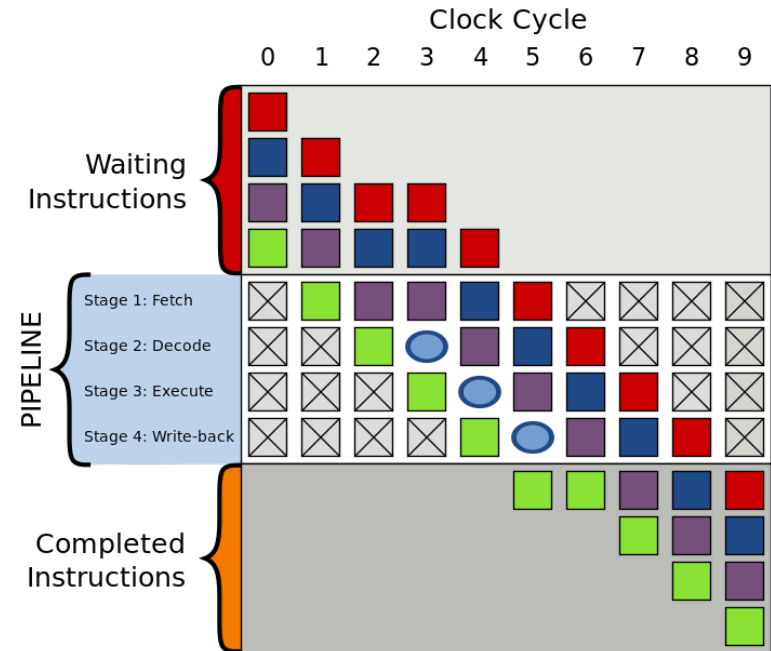 Clock Cycle
0 1 2 3 4 5 6 7 8 9
Waiting
Instructions
PIPELINE
Stage 1: Fetch
Stage 2: Decode
Stage 3: Execute
Stage 4: Write-back
Completed
Instructions